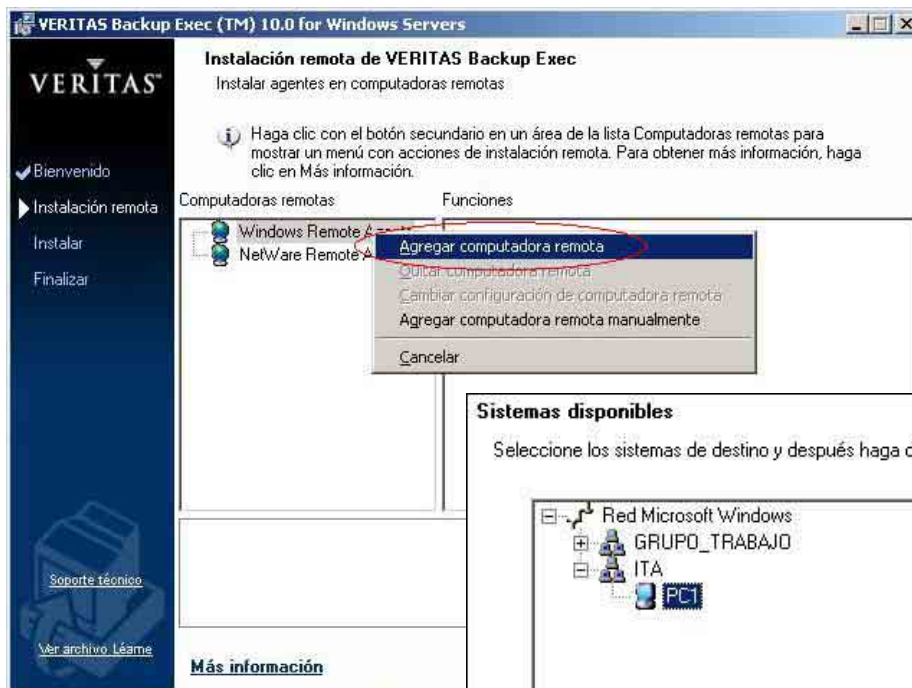 VERITAS Backup Exec (TM) 10.0 for Windows Servers
VERITAS
Bienvenido
Instalación remota
Instalar
Finalizar
Soporte técnico
Ver archivo Léame
Instalación remota de VERITAS Backup Exec
Instalar agentes en computadoras remotas
Haga clic con el botón secundario en un área de la lista Computadoras remotas para
mostrar un menú con acciones de instalación remota. Para obtener más información, haga
clic en Más información.
Computadoras remotas
Funciones
Windows Remote
NetWare Remote
Agregar computadora remota
Quitar computadora remota
Cambiar configuración de computadora remota
Agregar computadora remota manualmente
Cancelar
Sistemas disponibles
Seleccione los sistemas de destino y después haga
Red Microsoft Windows
GRUPO_TRABAJO
ITA
PC1
Más información